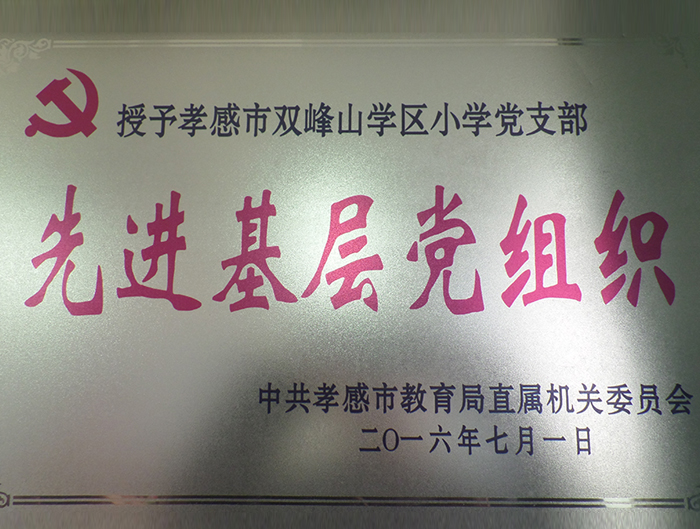 授予孝感市双峰山学区小学党支部
先进基层党组织
中共孝感市教育局直属机关委员会
二〇一六年七月一日